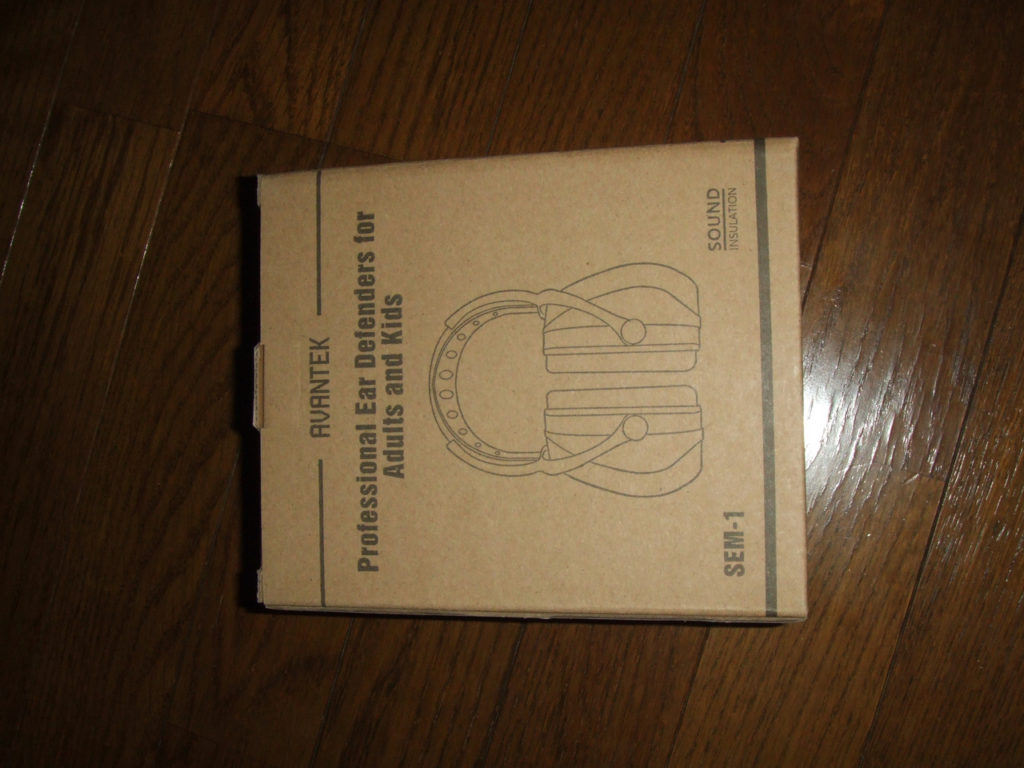 AVANTEK
Professional Ear Defenders for
Adults and Kids
SEM-1
SOUND
INSULATION